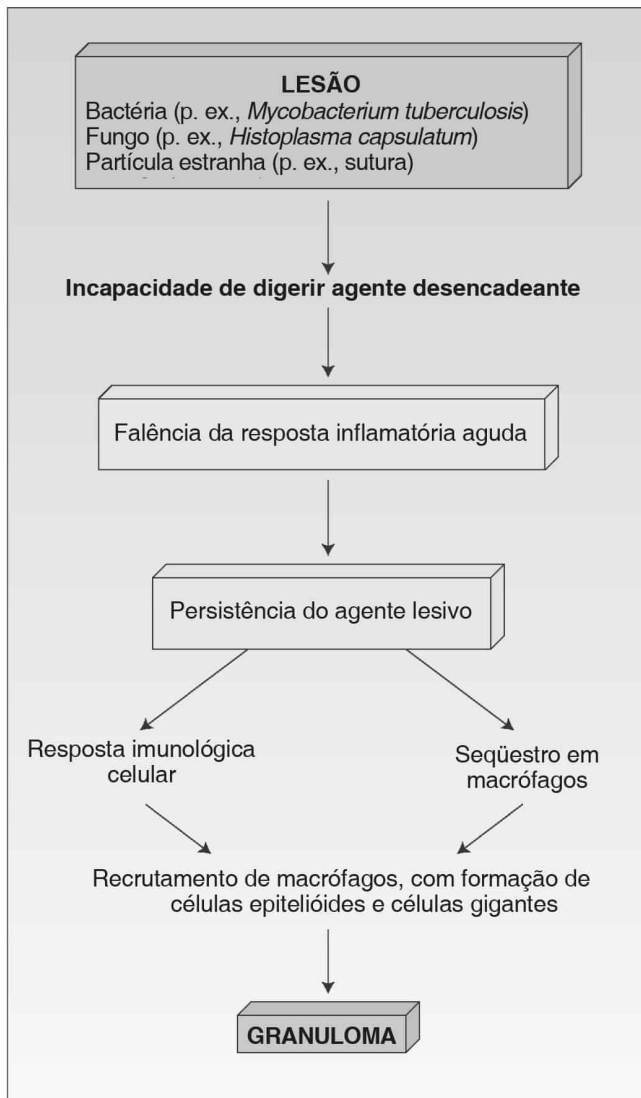 LESÃO
Bactéria (p. ex., Mycobacterium tuberculosis)
Fungo (p. ex., Histoplasma capsulatum)
Partícula estranha (p. ex., sutura)
Incapacidade de digerir agente desencadeante
Falência da resposta inflamatória aguda
Persistência do agente lesivo
Resposta imunológica
celular
Seqüestro em
macrófagos
Recrutamento de macrófagos, com formação de
células epitelióides e células gigantes
GRANULOMA